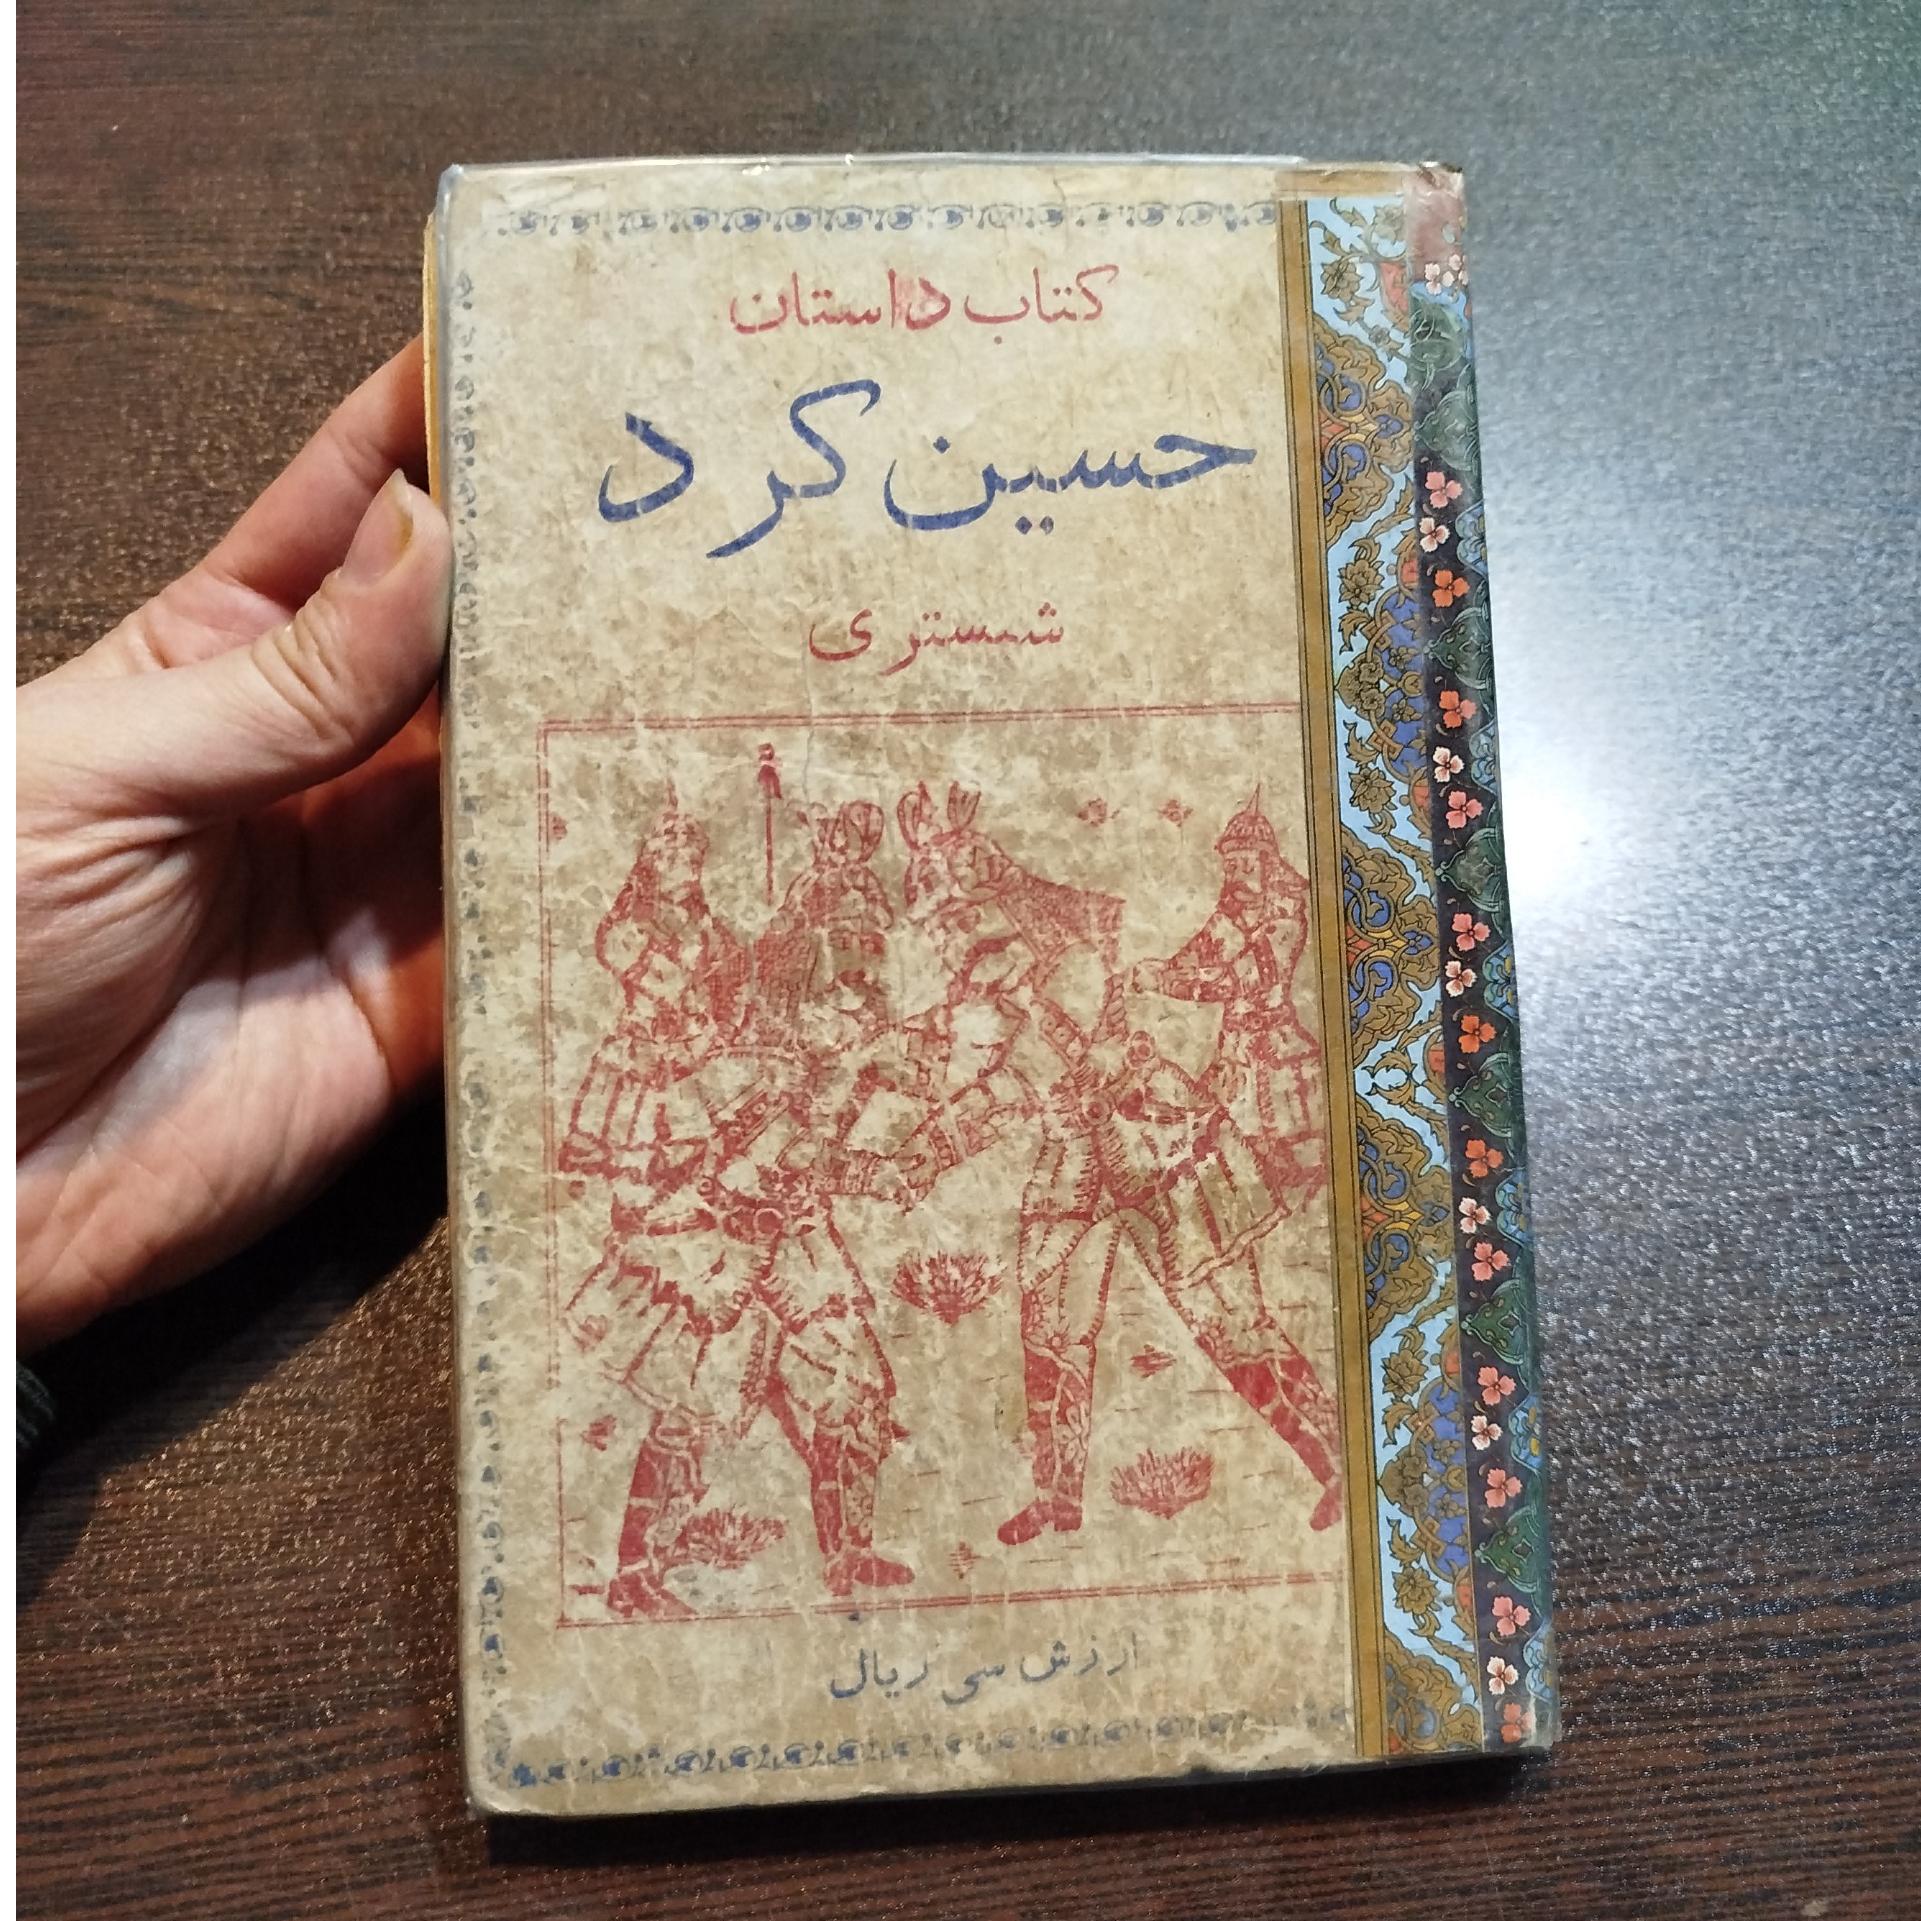 کتاب داستان
حسین کرد
شبستری
ارزش سی ریال